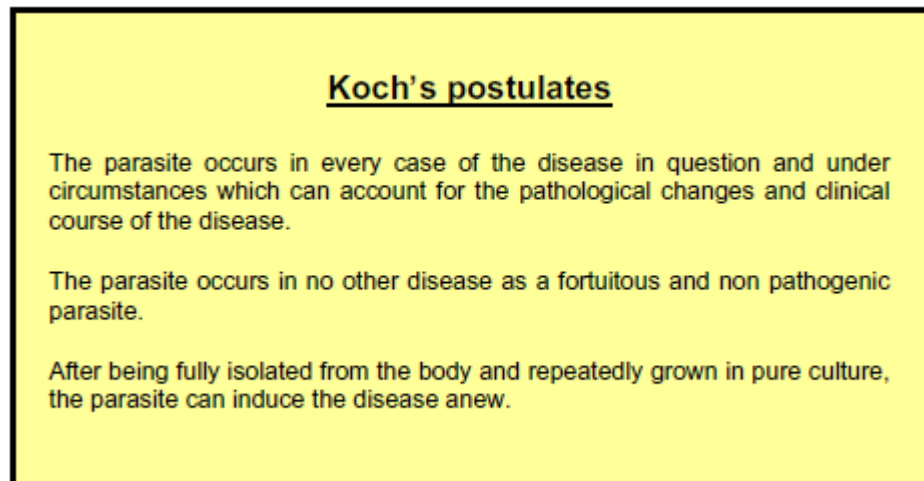 Koch’s postulates
The parasite occurs in every case of the disease in question and under
circumstances which can account for the pathological changes and clinical
course of the disease.
The parasite occurs in no other disease as a fortuitous and non pathogenic
parasite.
After being fully isolated from the body and repeatedly grown in pure culture,
the parasite can induce the disease anew.